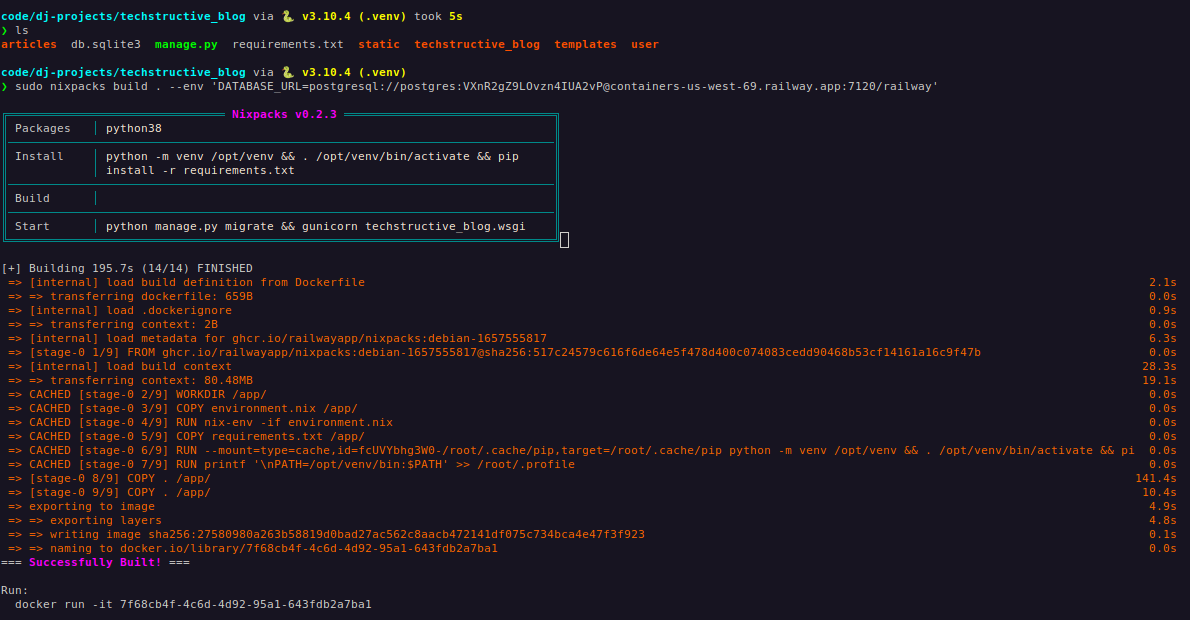 code/dj-projects/techstructive_blog via 🐍 v3.10.4 (.venv) took 5s
❯ ls
articles db.sqlite3 manage.py requirements.txt static techstructive_blog templates user
code/dj-projects/techstructive_blog via 🐍 v3.10.4 (.venv)
❯ sudo nixpacks build . --env 'DATABASE_URL=postgresql://postgres:VXnR2gZ9LOvzn4IUA2vP@containers-us-west-69.railway.app:7120/railway'
Nixpacks v0.2.3
Packages | python38
Install | python -m venv /opt/venv && . /opt/venv/bin/activate && pip
| install -r requirements.txt
Build |
Start | python manage.py migrate && gunicorn techstructive_blog.wsgi
[+] Building 195.7s (14/14) FINISHED
=> [internal] load build definition from Dockerfile 2.1s
=> => transferring dockerfile: 659B 0.0s
=> [internal] load .dockerignore 0.9s
=> => transferring context: 2B 0.0s
=> [internal] load metadata for ghcr.io/railwayapp/nixpacks:debian-1657555817 6.3s
=> [stage-0 1/9] FROM ghcr.io/railwayapp/nixpacks:debian-1657555817@sha256:517c24579c616f6de64e5f478d400c074083cedd90468b53cf14161a16c9f47b 0.0s
=> [internal] load build context 28.3s
=> => transferring context: 80.48MB 19.1s
=> CACHED [stage-0 2/9] WORKDIR /app/ 0.0s
=> CACHED [stage-0 3/9] COPY environment.nix /app/ 0.0s
=> CACHED [stage-0 4/9] RUN nix-env -if environment.nix 0.0s
=> CACHED [stage-0 5/9] COPY requirements.txt /app/ 0.0s
=> CACHED [stage-0 6/9] RUN --mount=type=cache,id=fcUVYbhg3W0-/root/.cache/pip,target=/root/.cache/pip python -m venv /opt/venv && . /opt/venv/bin/activate && pi 0.0s
=> CACHED [stage-0 7/9] RUN printf '\nPATH=/opt/venv/bin:$PATH' >> /root/.profile 0.0s
=> [stage-0 8/9] COPY . /app/ 141.4s
=> [stage-0 9/9] COPY . /app/ 10.4s
=> exporting to image 4.9s
=> => exporting layers 4.8s
=> => writing image sha256:27580980a263b58819d0bad27ac562c8aacb472141df075c734bca4e47f3f923 0.1s
=> => naming to docker.io/library/7f68cb4f-4c6d-4d92-95a1-643fdb2a7ba1 0.0s
=== Successfully Built! ===
Run:
docker run -it 7f68cb4f-4c6d-4d92-95a1-643fdb2a7ba1